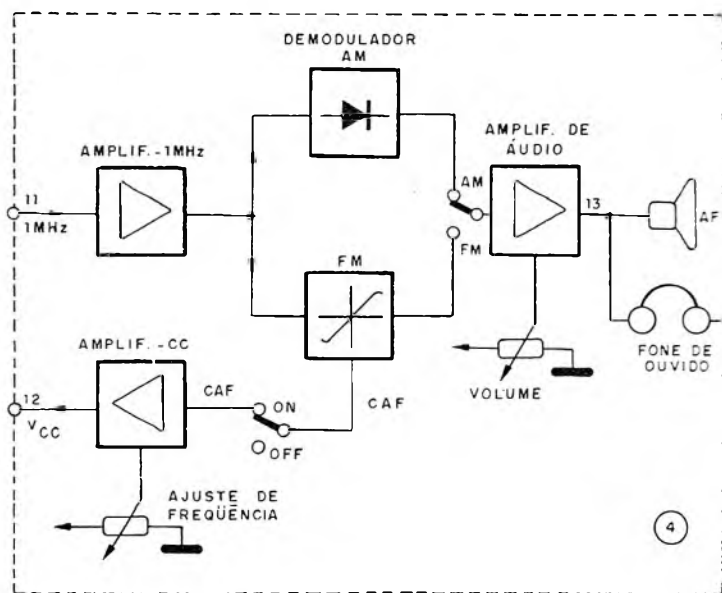 DEMODULADOR
AM
AMPLIF. DE
ÁUDIO
AMPLIF.-1MHz
11
1MHz
AM
FM
13
AF
FM
AMPLIF.-CC
FONE DE
OUVIDO
VOLUME
12
VCC
CAF
ON
OFF
CAF
AJUSTE DE
FREQÜÊNCIA
4